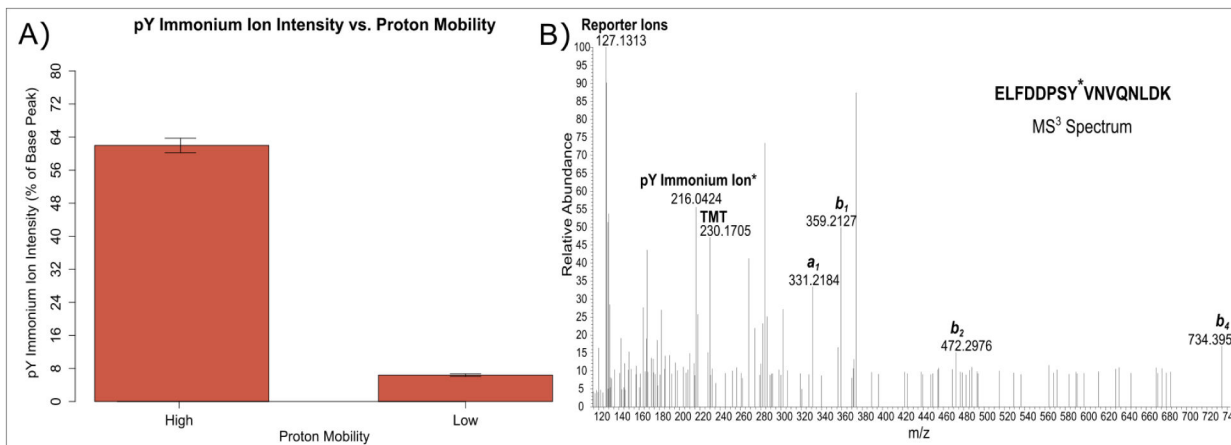 A)
pY Immonium Ion Intensity vs. Proton Mobility
pY Immonium Ion Intensity (% of Base Peak)
80
72
64
56
48
40
32
24
16
8
0
High
Low
Proton Mobility
B)
Reporter Ions
127.1313
ELFDDPSY*VNVQNLDK
MS³ Spectrum
pY Immonium Ion*
216.0424
TMT
230.1705
b₁
359.2127
a₁
331.2184
b₂
472.2976
b₄
734.395
Relative Abundance
100
95
90
85
80
75
70
65
60
55
50
45
40
35
30
25
20
15
10
5
0
120 140 160 180 200 220 240 260 280 300 320 340 360 380 400 420 440 460 480 500 520 540 560 580 600 620 640 660 680 700 720 74
m/z